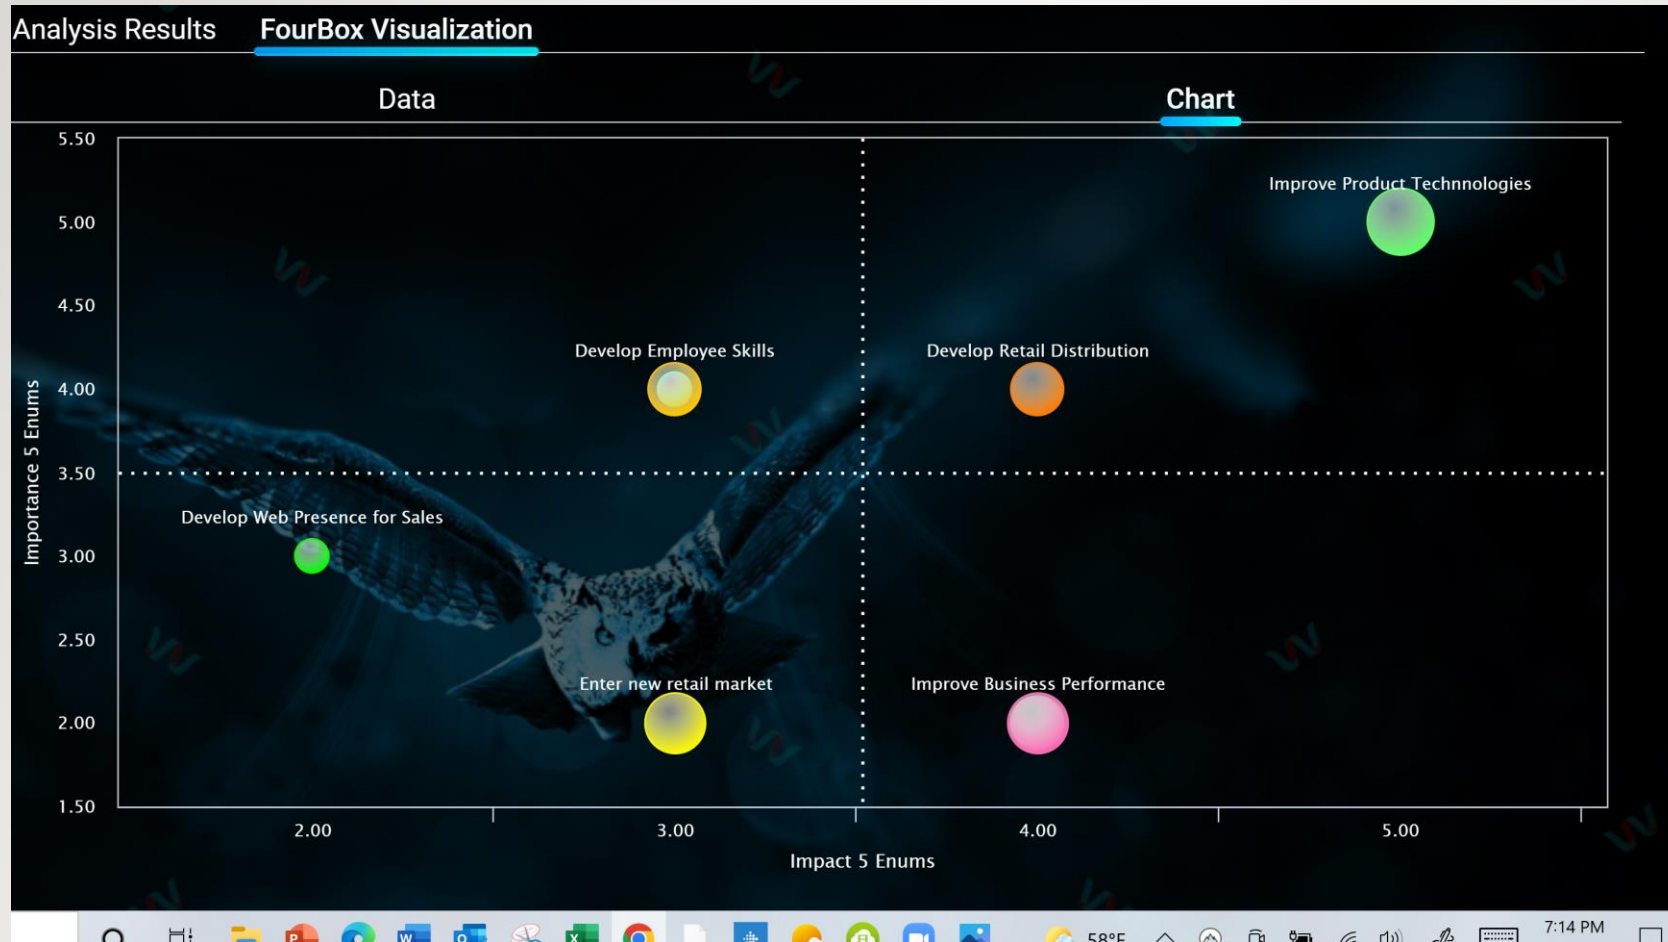 Analysis Results FourBox Visualization
Data Chart
5.50
Improve Product Technnologies
5.00
4.50
Develop Employee Skills Develop Retail Distribution
4.00
Importance 5 Enums
3.50
Develop Web Presence for Sales
3.00
2.50
Enter new retail market Improve Business Performance
2.00
1.50
2.00 3.00 4.00 5.00
Impact 5 Enums
58°F 7:14 PM